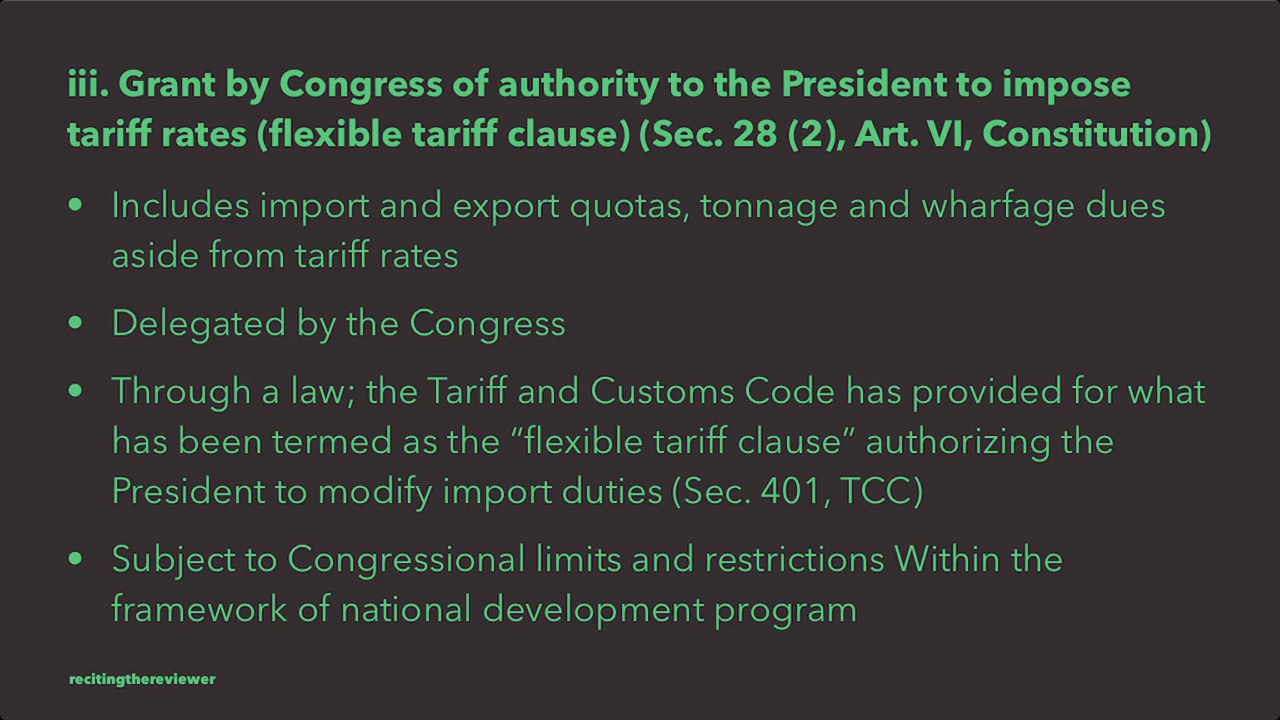 iii. Grant by Congress of authority to the President to impose
tariff rates (flexible tariff clause) (Sec. 28 (2), Art. VI, Constitution)
• Includes import and export quotas, tonnage and wharfage dues
aside from tariff rates
• Delegated by the Congress
• Through a law; the Tariff and Customs Code has provided for what
has been termed as the “flexible tariff clause” authorizing the
President to modify import duties (Sec. 401, TCC)
• Subject to Congressional limits and restrictions Within the
framework of national development program
recitingthereviewer